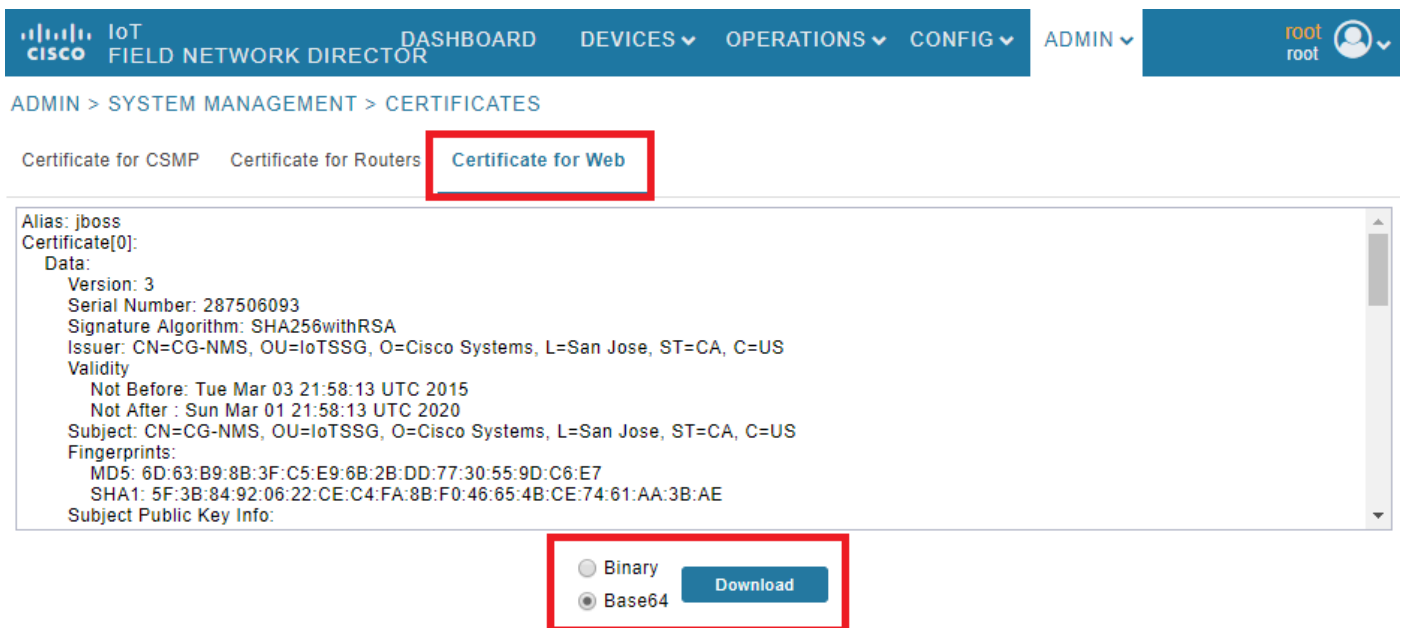 IoT
CISCO FIELD NETWORK DIRECTOR DASHBOARD DEVICES OPERATIONS CONFIG ADMIN root
root
ADMIN > SYSTEM MANAGEMENT > CERTIFICATES
Certificate for CSMP Certificate for Routers Certificate for Web
Alias: jboss
Certificate[0]:
Data:
Version: 3
Serial Number: 287506093
Signature Algorithm: SHA256withRSA
Issuer: CN=CG-NMS, OU=IoTSSG, O=Cisco Systems, L=San Jose, ST=CA, C=US
Validity
Not Before: Tue Mar 03 21:58:13 UTC 2015
Not After : Sun Mar 01 21:58:13 UTC 2020
Subject: CN=CG-NMS, OU=IoTSSG, O=Cisco Systems, L=San Jose, ST=CA, C=US
Fingerprints:
MD5: 6D:63:B9:8B:3F:C5:E9:6B:2B:DD:77:30:55:9D:C6:E7
SHA1: 5F:3B:84:92:06:22:CE:C4:FA:8B:F0:46:65:4B:CE:74:61:AA:3B:AE
Subject Public Key Info:
Binary
Download
Base64